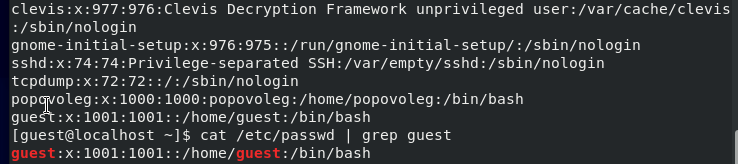 clevis:x:977:976:Clevis Decryption Framework unprivileged user:/var/cache/clevis
:/sbin/nologin
gnome-initial-setup:x:976:975::/run/gnome-initial-setup/:/sbin/nologin
sshd:x:74:74:Privilege-separated SSH:/var/empty/sshd:/sbin/nologin
tcpdump:x:72:72::/:/sbin/nologin
popovoleg:x:1000:1000:popovoleg:/home/popovoleg:/bin/bash
guest:x:1001:1001::/home/guest:/bin/bash
[guest@localhost ~]$ cat /etc/passwd | grep guest
guest:x:1001:1001::/home/guest:/bin/bash